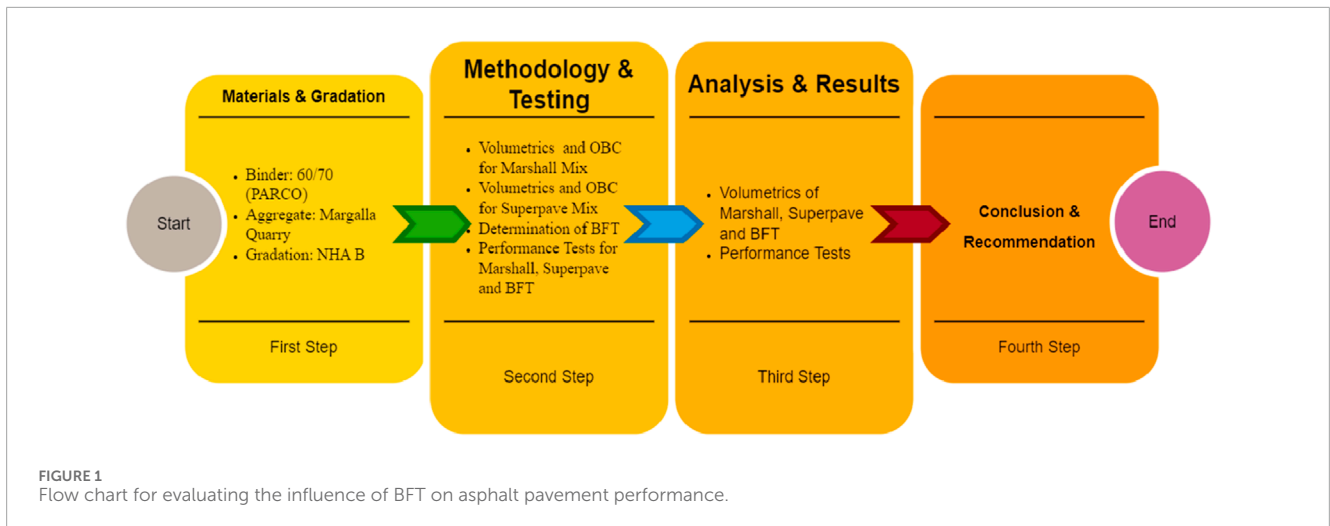 Start
Materials & Gradation
• Binder: 60/70
(PARCO)
• Aggregate: Margalla
Quarry
• Gradation: NHA B
First Step
Methodology &
Testing
• Volumetrics and OBC
for Marshall Mix
• Volumetrics and OBC
for Superpave Mix
• Determination of BFT
• Performance Tests for
Marshall, Superpave
and BFT
Second Step
Analysis & Results
• Volumetrics of
Marshall, Superpave
and BFT
• Performance Tests
Third Step
Conclusion &
Recommendation
Fourth Step
End
FIGURE 1
Flow chart for evaluating the influence of BFT on asphalt pavement performance.